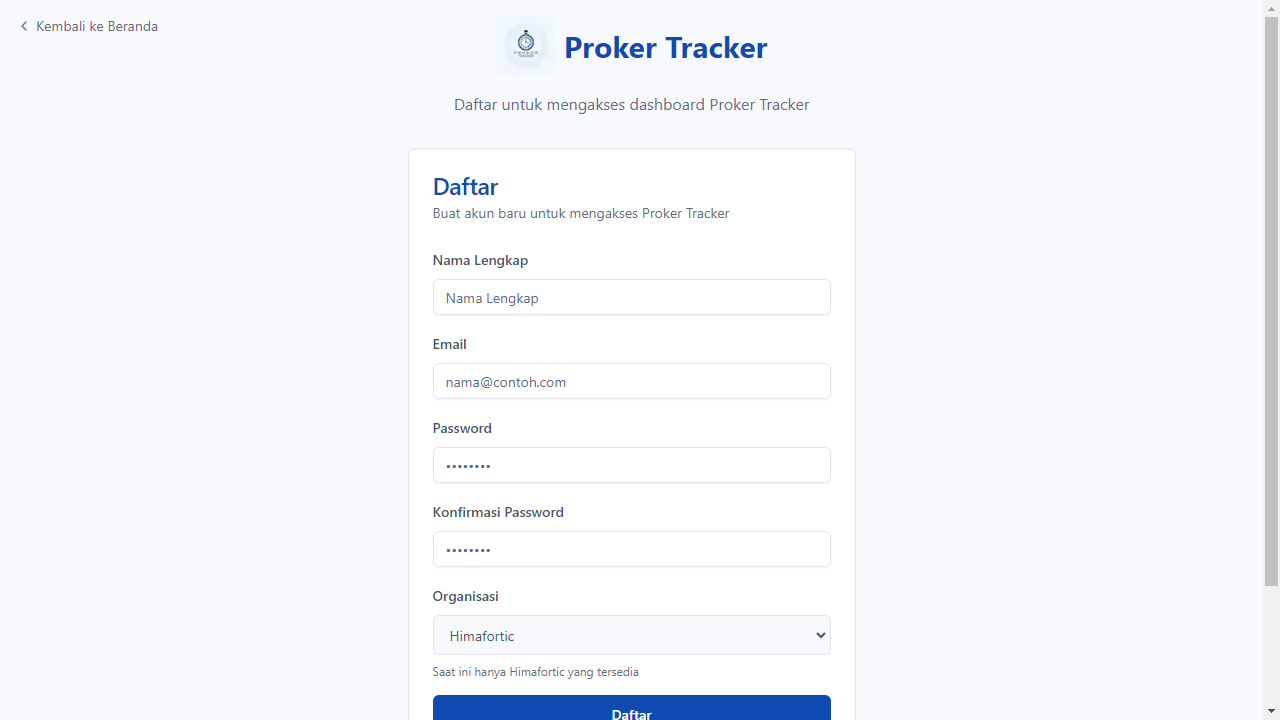 Kembali ke Beranda
Proker Tracker
Daftar untuk mengakses dashboard Proker Tracker
Daftar
Buat akun baru untuk mengakses Proker Tracker
Nama Lengkap
Nama Lengkap
Email
nama@contoh.com
Password
••••••••
Konfirmasi Password
••••••••
Organisasi
Himafortic
Saat ini hanya Himafortic yang tersedia
Daftar